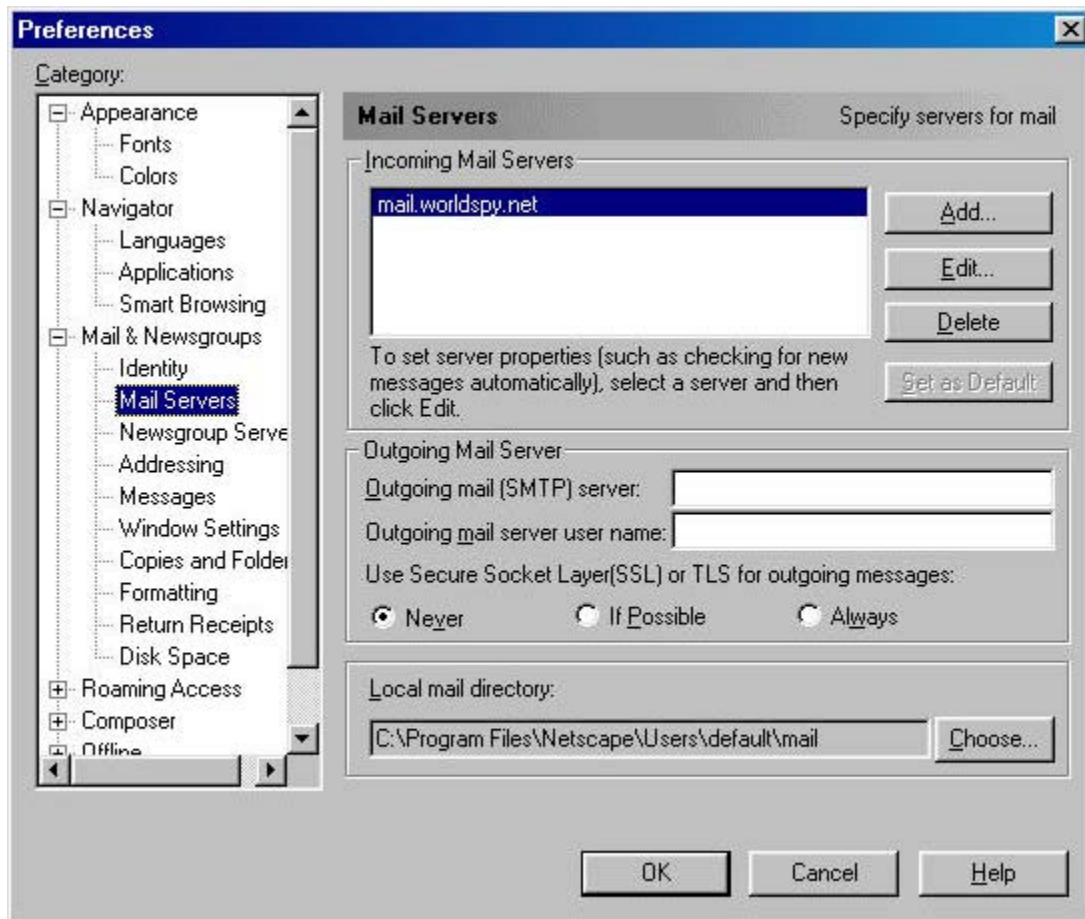 Preferences
Category:
Appearance
Fonts
Colors
Navigator
Languages
Applications
Smart Browsing
Mail & Newsgroups
Identity
Mail Servers
Newsgroup Serve
Addressing
Messages
Window Settings
Copies and Folder
Formatting
Return Receipts
Disk Space
Roaming Access
Composer
Offline
Mail Servers
Specify servers for mail
Incoming Mail Servers
mail.worldspy.net
Add...
Edit...
Delete
Set as Default
To set server properties (such as checking for new
messages automatically), select a server and then
click Edit.
Outgoing Mail Server
Outgoing mail (SMTP) server:
Outgoing mail server user name:
Use Secure Socket Layer(SSL) or TLS for outgoing messages:
Never
If Possible
Always
Local mail directory:
C:\Program Files\Netscape\Users\default\mail
Choose...
OK
Cancel
Help